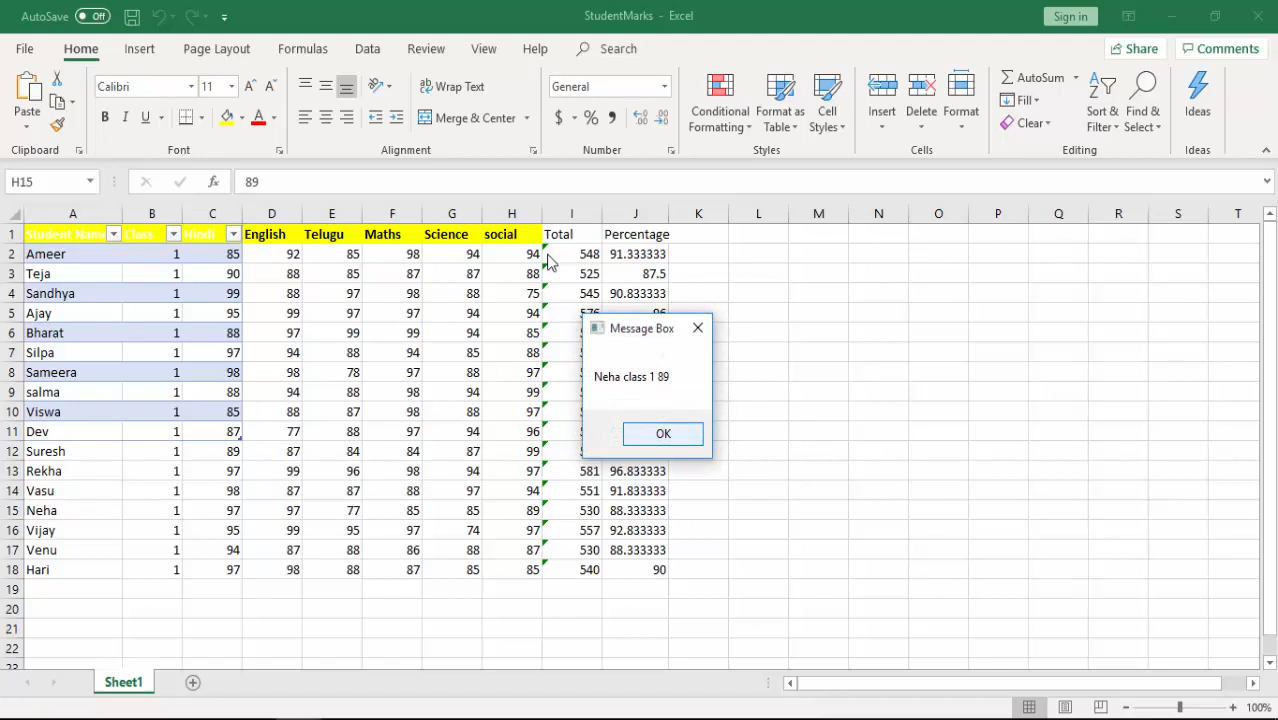 AutoSave Off StudentMarks - Excel Sign in
File Home Insert Page Layout Formulas Data Review View Help Search Share Comments
Paste Calibri 11 A A Wrap Text General Conditional Formatting Format as Table Cell Styles Insert Delete Format AutoSum Sort & Filter Find & Select Ideas
B I U A Merge & Center $ % , Fill
Clear
Clipboard Font Alignment Number Styles Cells Editing Ideas
H15 fx 89
A B C D E F G H I J K L M N O P Q R S T
1 Student Name Class Hindi English Telugu Maths Science social Total Percentage
2 Ameer 1 85 92 85 98 94 94 548 91.333333
3 Teja 1 90 88 85 87 87 88 525 87.5
4 Sandhya 1 99 88 97 98 88 75 545 90.833333
5 Ajay 1 95 99 97 97 94 94
6 Bharat 1 88 97 99 99 94 85
7 Silpa 1 97 94 88 94 85 88
8 Sameera 1 98 98 78 97 88 97
9 salma 1 88 94 88 98 94 99
10 Viswa 1 85 88 87 98 88 97
11 Dev 1 87 77 88 97 94 96
12 Suresh 1 89 87 84 84 87 99
13 Rekha 1 97 99 96 98 94 97 581 96.833333
14 Vasu 1 98 87 87 88 97 94 551 91.833333
15 Neha 1 97 97 77 85 85 89 530 88.333333
16 Vijay 1 95 99 95 97 74 97 557 92.833333
17 Venu 1 94 87 88 86 88 87 530 88.333333
18 Hari 1 97 98 88 87 85 85 540 90
19
20
21
22
Message Box
Neha class 1 89
OK
Sheet1
100%